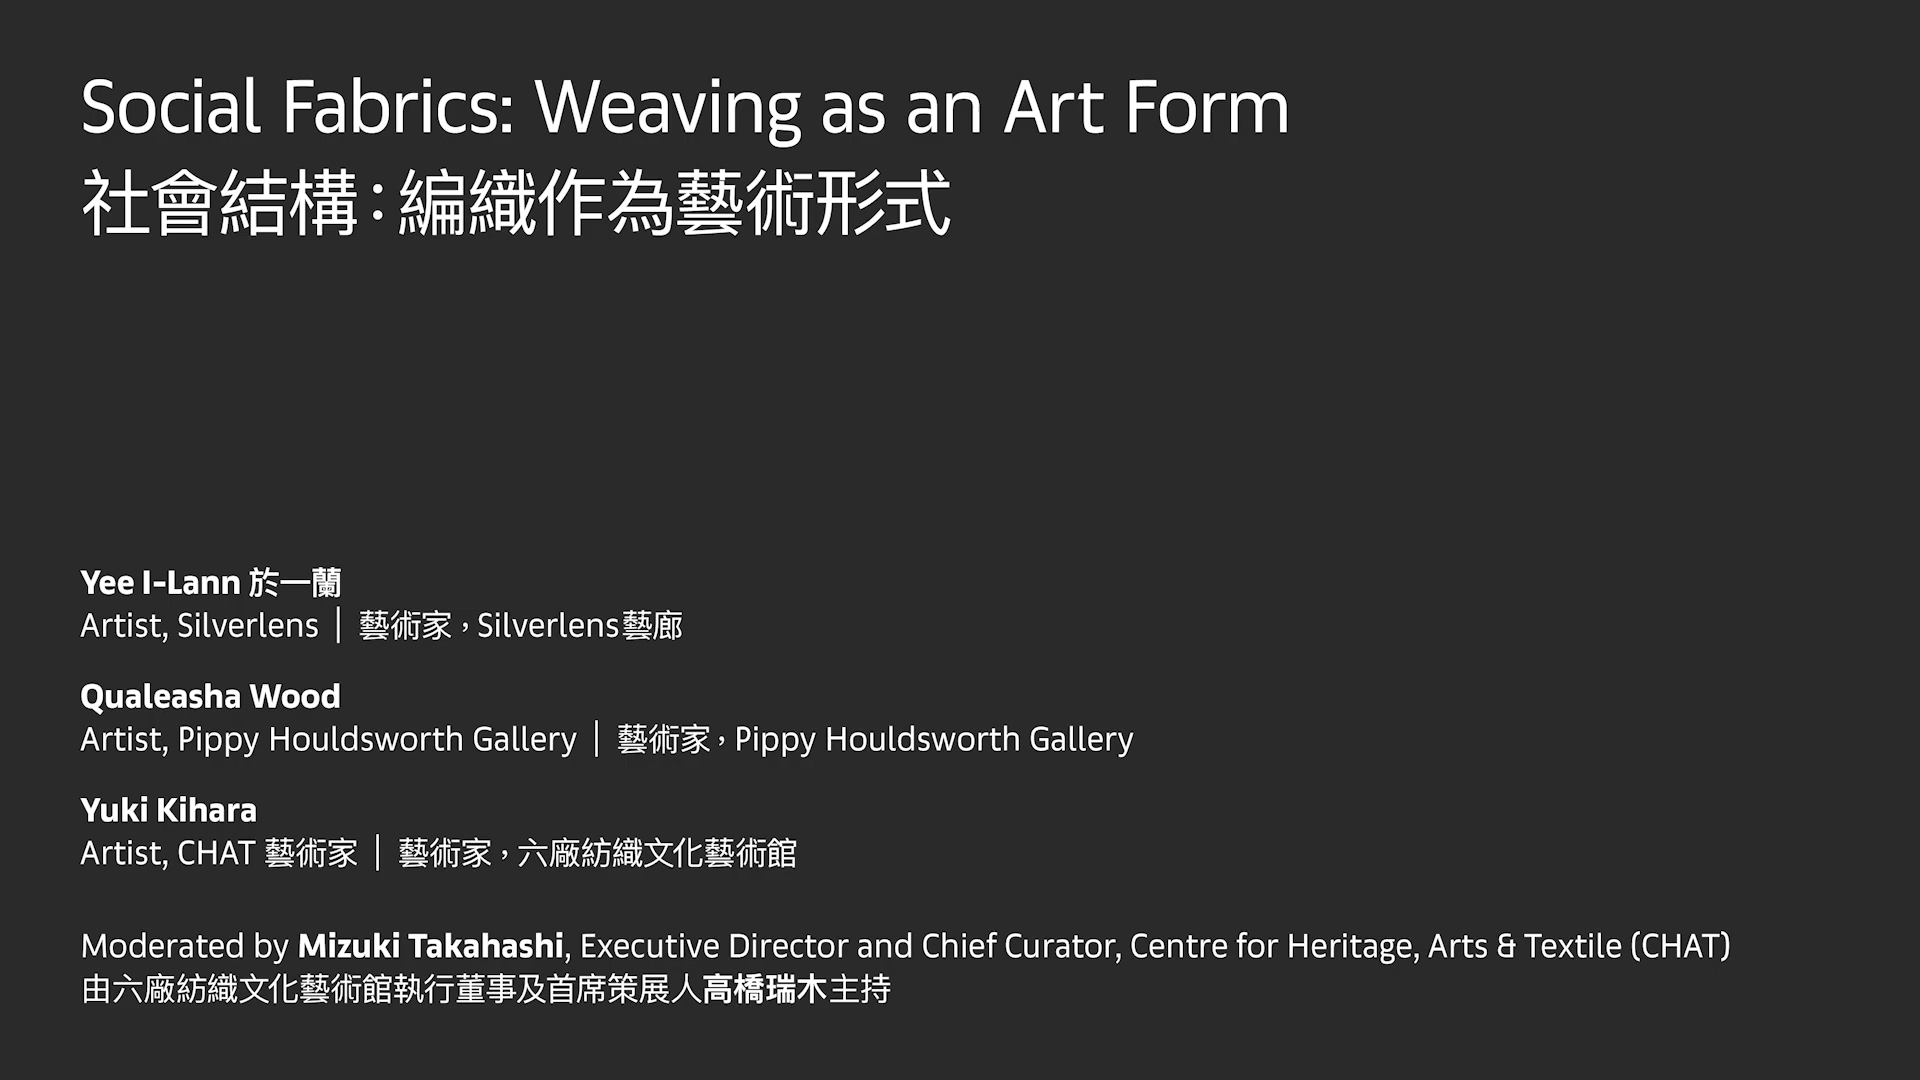 Social Fabrics: Weaving as an Art Form
社會結構：編織作為藝術形式
Yee I-Lann 於一蘭
Artist, Silverlens | 藝術家，Silverlens藝廊
Qualeasha Wood
Artist, Pippy Houldsworth Gallery | 藝術家，Pippy Houldsworth Gallery
Yuki Kihara
Artist, CHAT 藝術家 | 藝術家，六廠紡織文化藝術館
Moderated by Mizuki Takahashi, Executive Director and Chief Curator, Centre for Heritage, Arts & Textile (CHAT)
由六廠紡織文化藝術館執行董事及首席策展人高橋瑞木主持